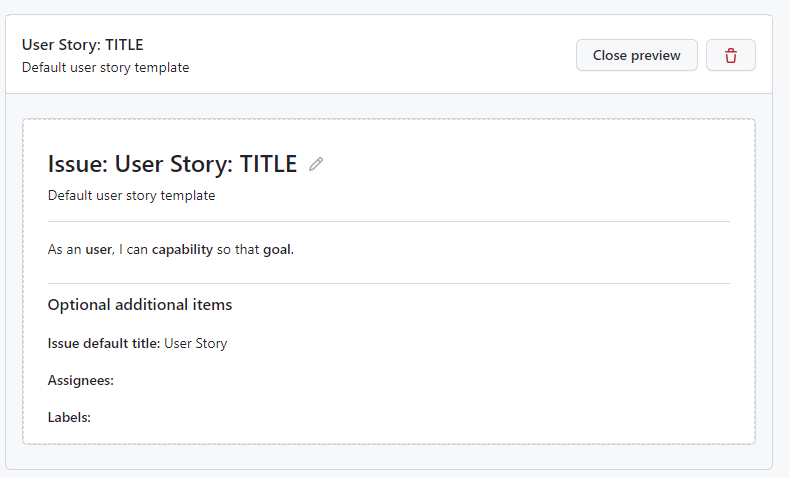 User Story: TITLE
Default user story template
Close preview
Issue: User Story: TITLE
Default user story template
As an user, I can capability so that goal.
Optional additional items
Issue default title: User Story
Assignees:
Labels: